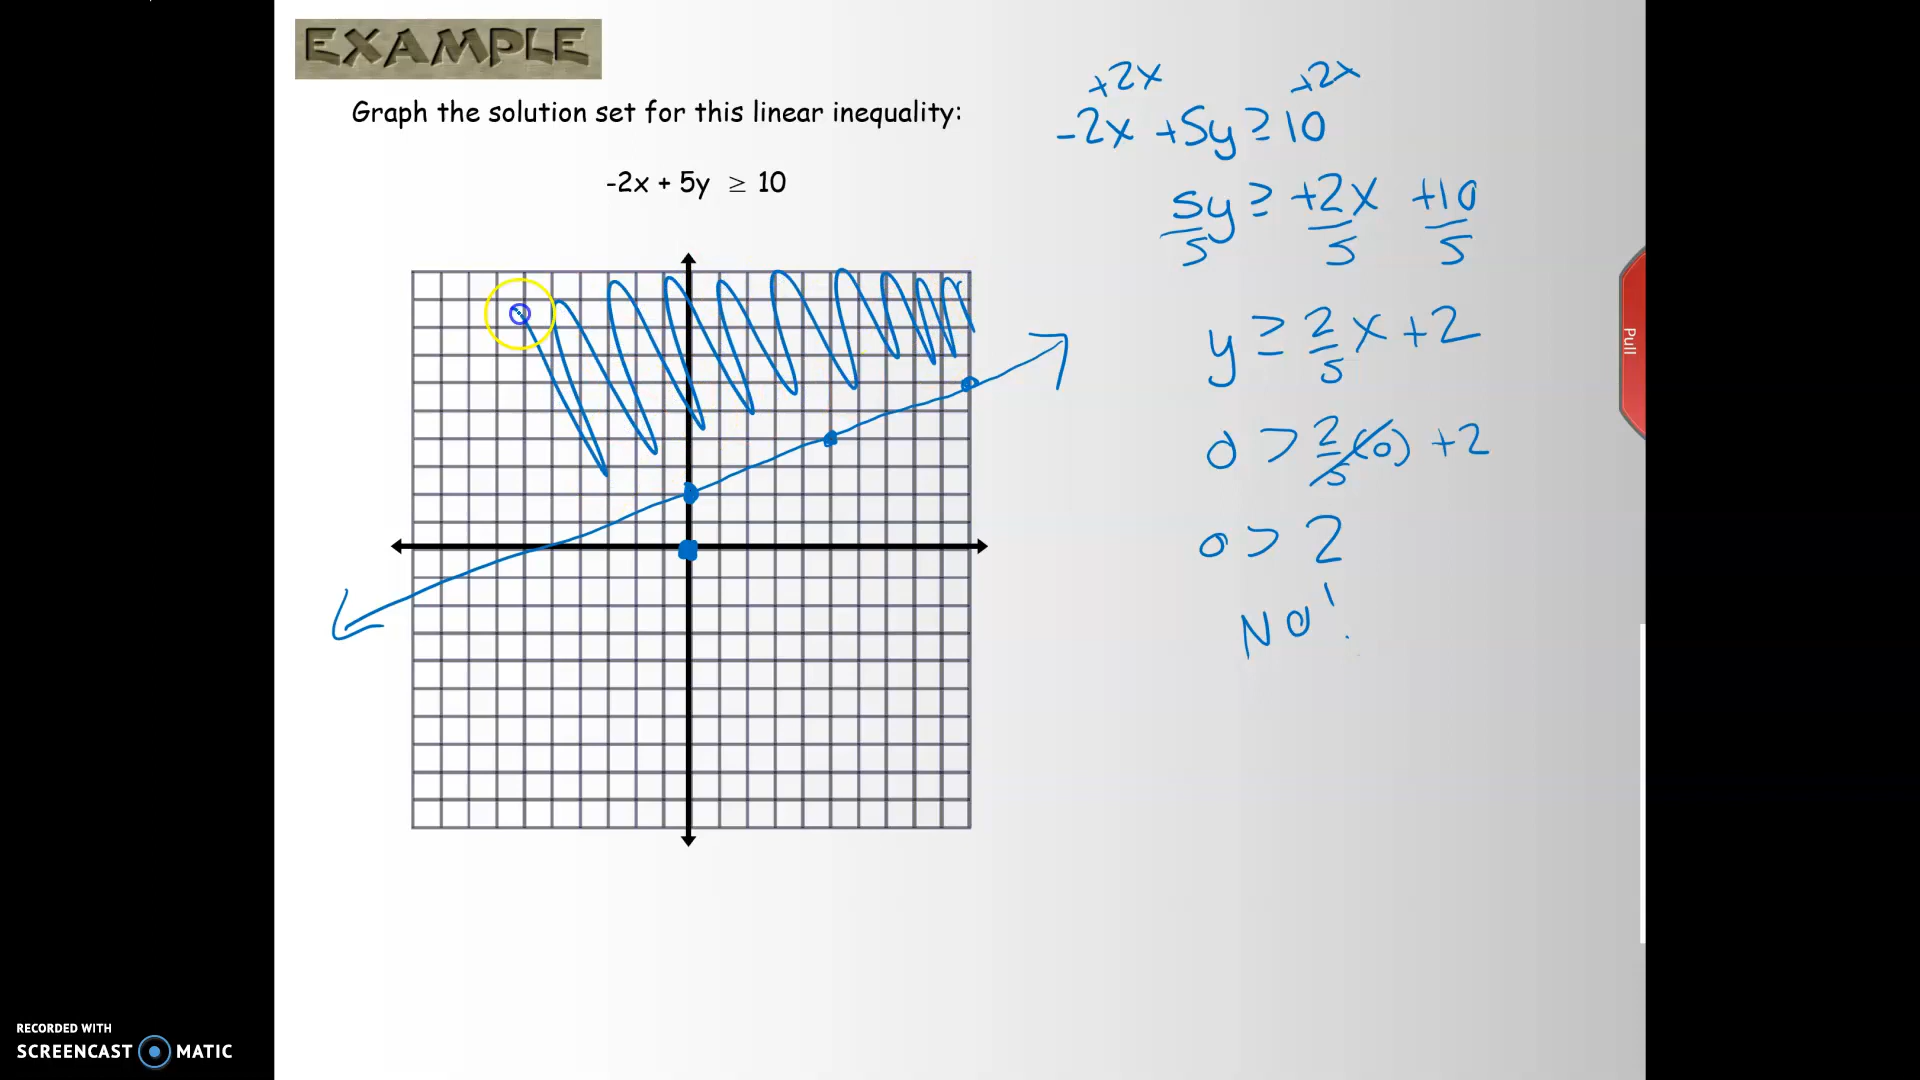 EXAMPLE
Graph the solution set for this linear inequality:
-2x + 5y ≥ 10
+2x +2x
-2x +5y ≥ 10
5y ≥ +2x +10
5 5 5
y ≥ 2/5 x + 2
0 > 2/5 (0) + 2
0 > 2
NO!
Pull
RECORDED WITH
SCREENCAST MATIC